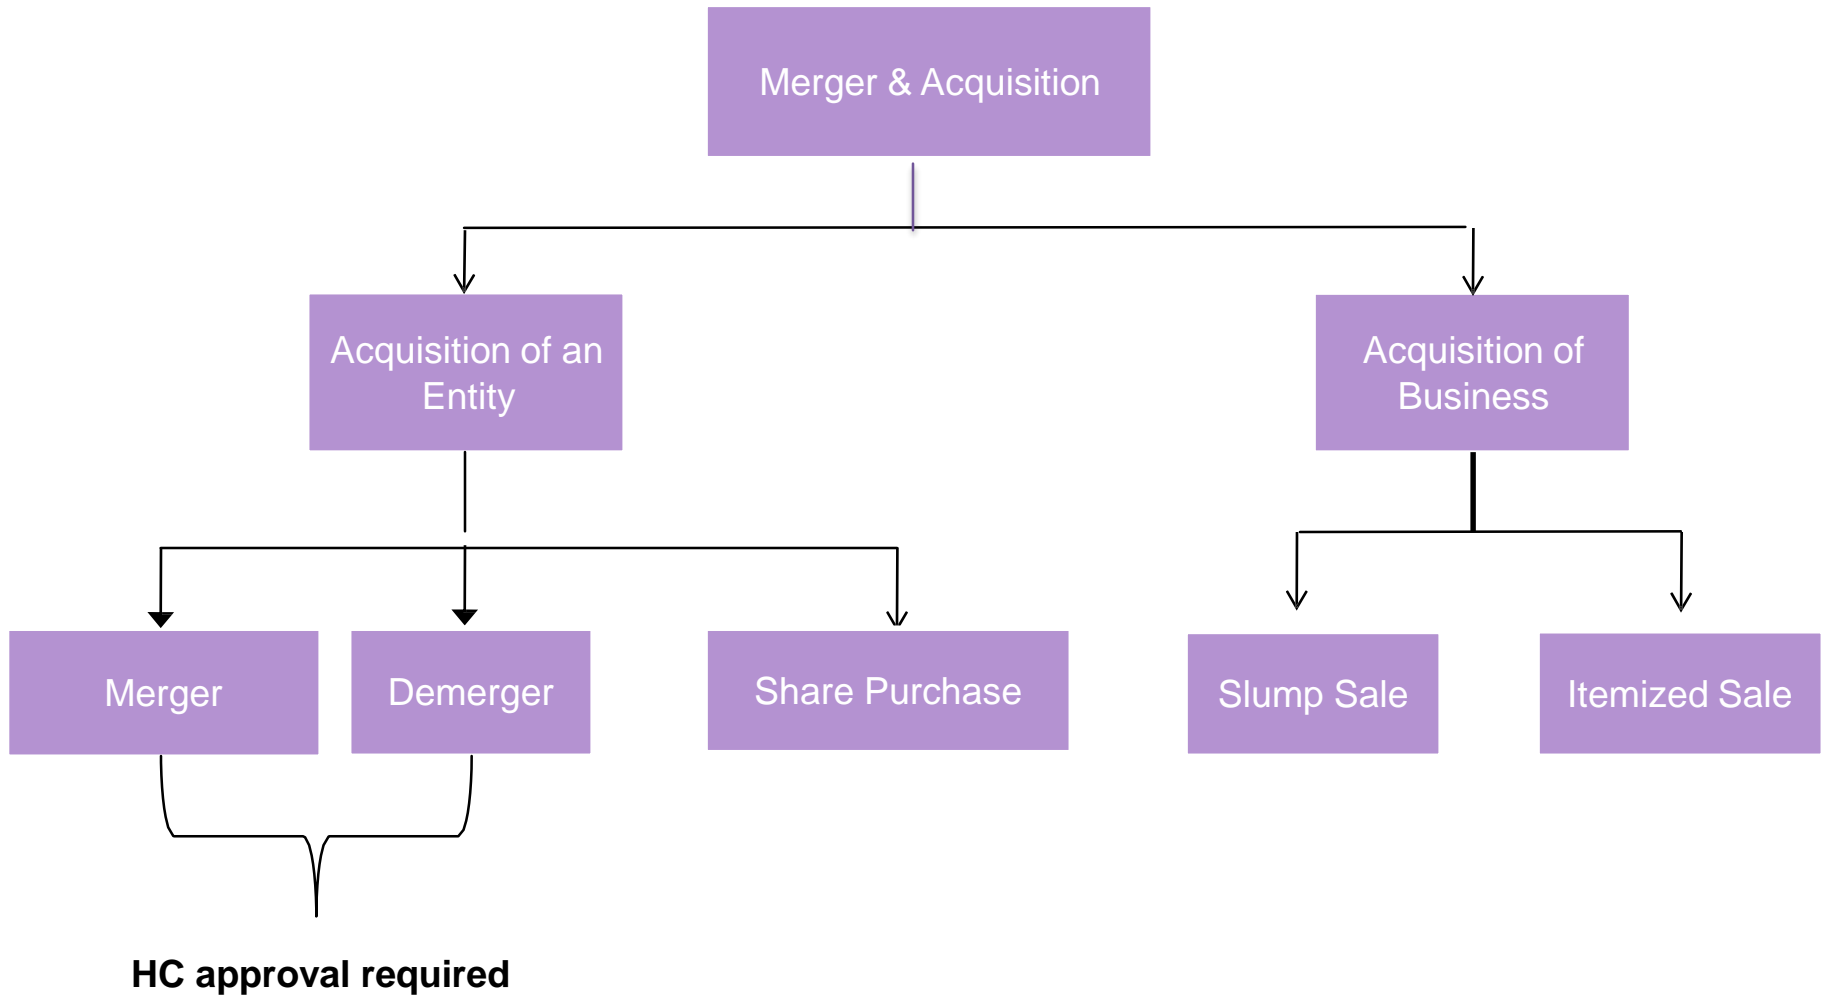 Merger & Acquisition
Acquisition of an
Entity
Acquisition of
Business
Merger
Demerger
Share Purchase
Slump Sale
Itemized Sale
HC approval required